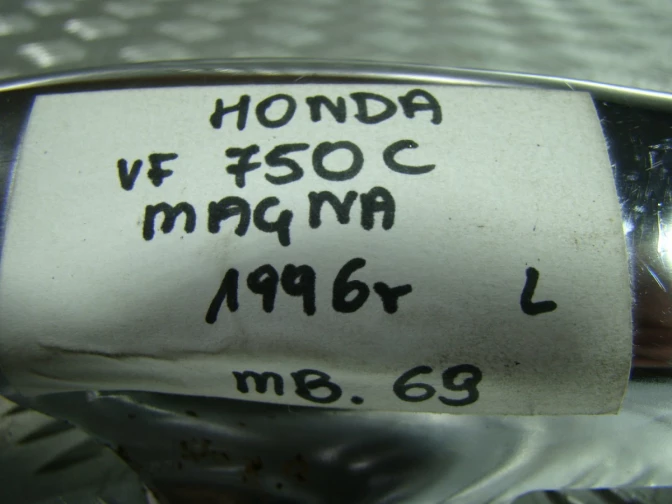 HONDA
VF 750C
MAGNA
1996r L
mB. 69